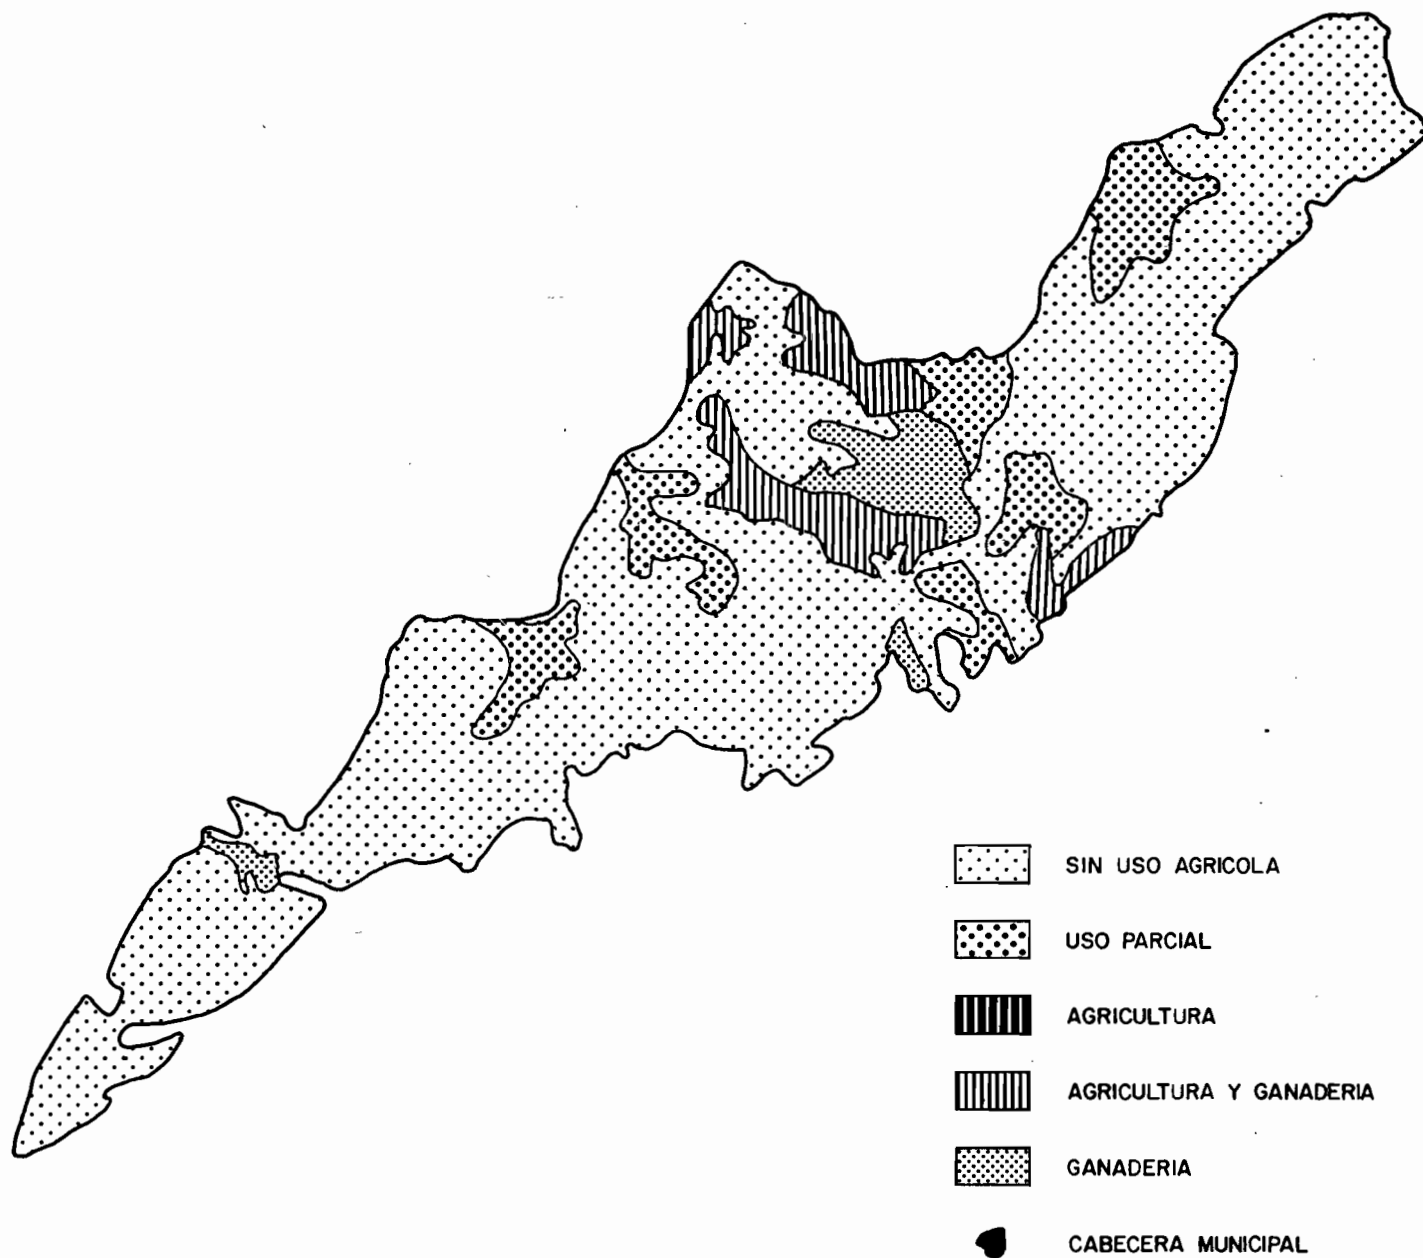 SIN USO AGRICOLA
USO PARCIAL
AGRICULTURA
AGRICULTURA Y GANADERIA
GANADERIA
CABECERA MUNICIPAL